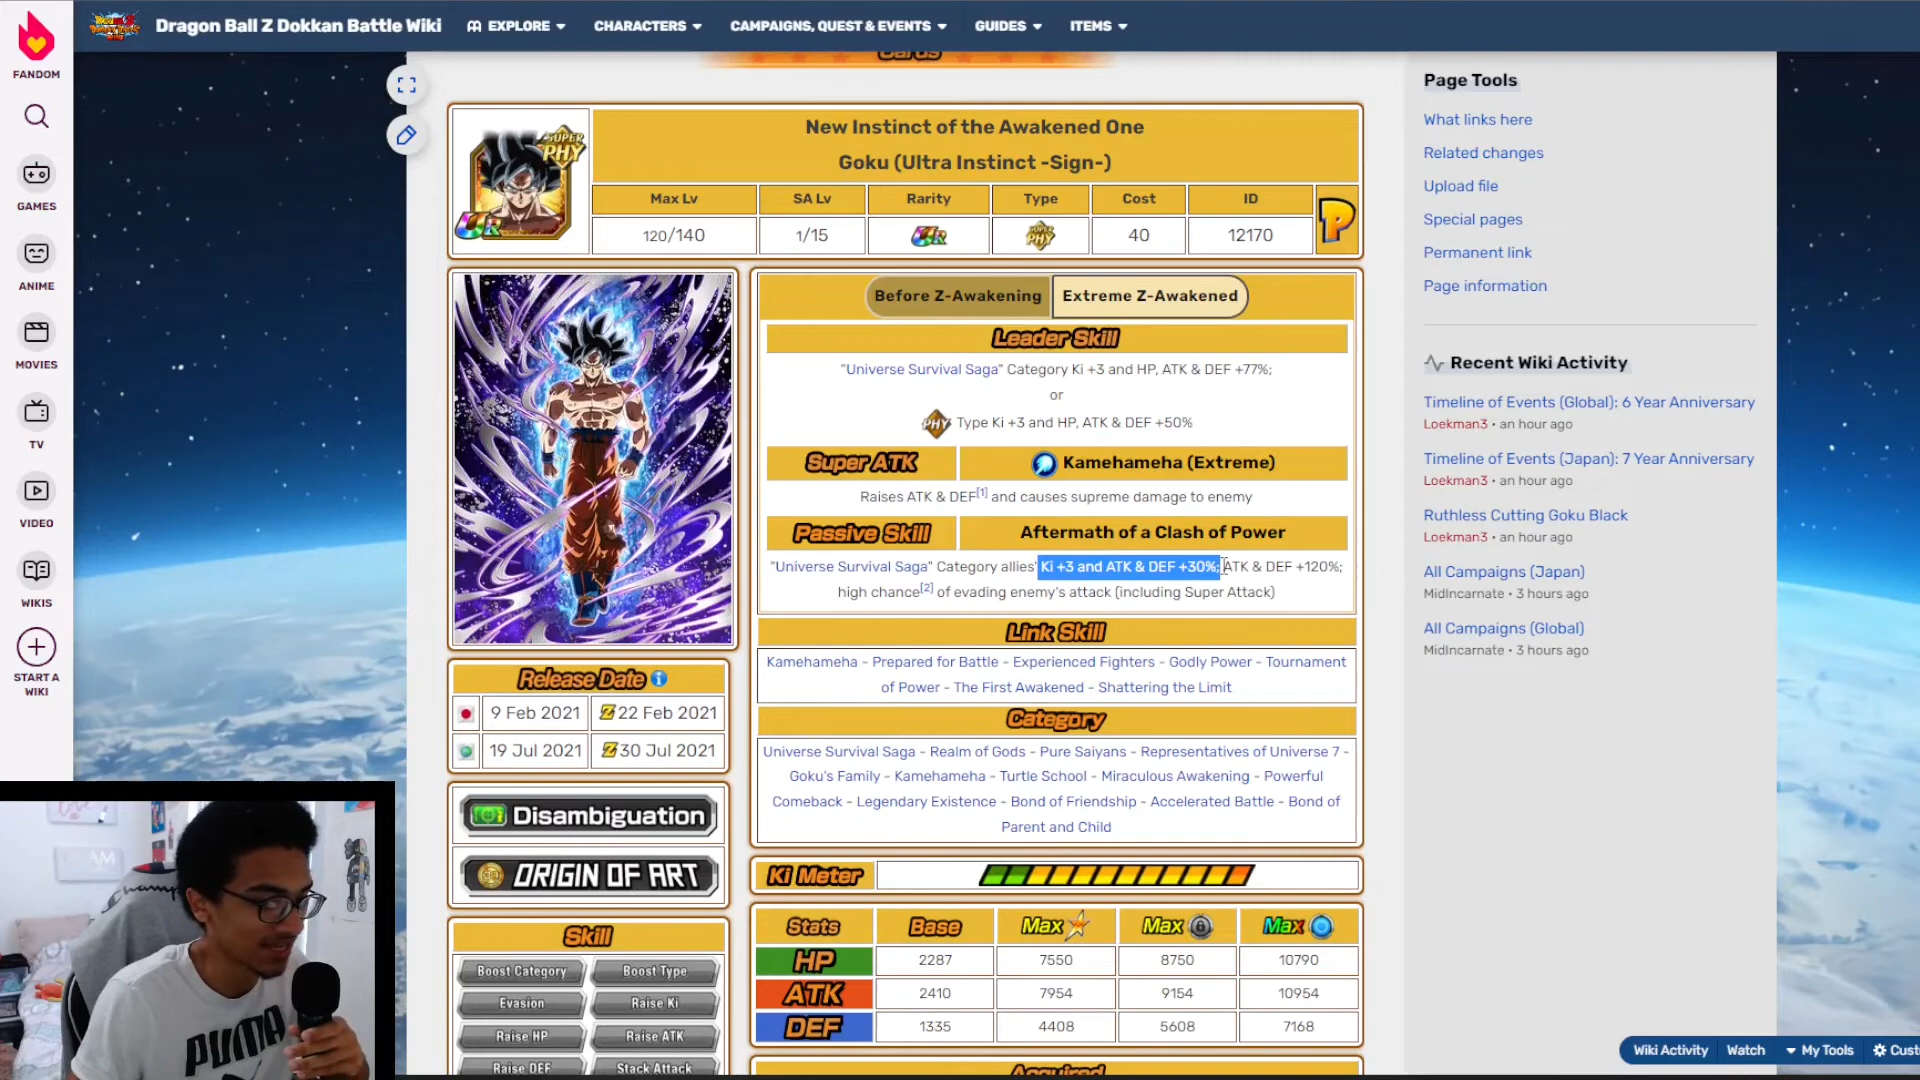 Dragon Ball Z Dokkan Battle Wiki
EXPLORE
CHARACTERS
CAMPAIGNS, QUEST & EVENTS
GUIDES
ITEMS
FANDOM
GAMES
ANIME
MOVIES
TV
VIDEO
WIKIS
START A
WIKI
Cards
New Instinct of the Awakened One
Goku (Ultra Instinct -Sign-)
SUPER
PHY
UR
Max Lv SA Lv Rarity Type Cost ID
120/140 1/15 UR SUPER PHY 40 12170
P
Before Z-Awakening Extreme Z-Awakened
Leader Skill
"Universe Survival Saga" Category Ki +3 and HP, ATK & DEF +77%;
or
PHY Type Ki +3 and HP, ATK & DEF +50%
Super ATK Kamehameha (Extreme)
Raises ATK & DEF[1] and causes supreme damage to enemy
Passive Skill Aftermath of a Clash of Power
"Universe Survival Saga" Category allies' Ki +3 and ATK & DEF +30%; ATK & DEF +120%;
high chance[2] of evading enemy's attack (including Super Attack)
Link Skill
Kamehameha - Prepared for Battle - Experienced Fighters - Godly Power - Tournament
of Power - The First Awakened - Shattering the Limit
Category
Universe Survival Saga - Realm of Gods - Pure Saiyans - Representatives of Universe 7 -
Goku's Family - Kamehameha - Turtle School - Miraculous Awakening - Powerful
Comeback - Legendary Existence - Bond of Friendship - Accelerated Battle - Bond of
Parent and Child
Ki Meter
Stats Base Max Max Max
HP 2287 7550 8750 10790
ATK 2410 7954 9154 10954
DEF 1335 4408 5608 7168
Acquired
Release Date
9 Feb 2021 Z 22 Feb 2021
19 Jul 2021 Z 30 Jul 2021
Disambiguation
ORIGIN OF ART
Skill
Boost Category Boost Type
Evasion Raise Ki
Raise HP Raise ATK
Raise DEF Stack Attack
Page Tools
What links here
Related changes
Upload file
Special pages
Permanent link
Page information
Recent Wiki Activity
Timeline of Events (Global): 6 Year Anniversary
Loekman3 • an hour ago
Timeline of Events (Japan): 7 Year Anniversary
Loekman3 • an hour ago
Ruthless Cutting Goku Black
Loekman3 • an hour ago
All Campaigns (Japan)
MidIncarnate • 3 hours ago
All Campaigns (Global)
MidIncarnate • 3 hours ago
Wiki Activity Watch My Tools Cust
PUMA